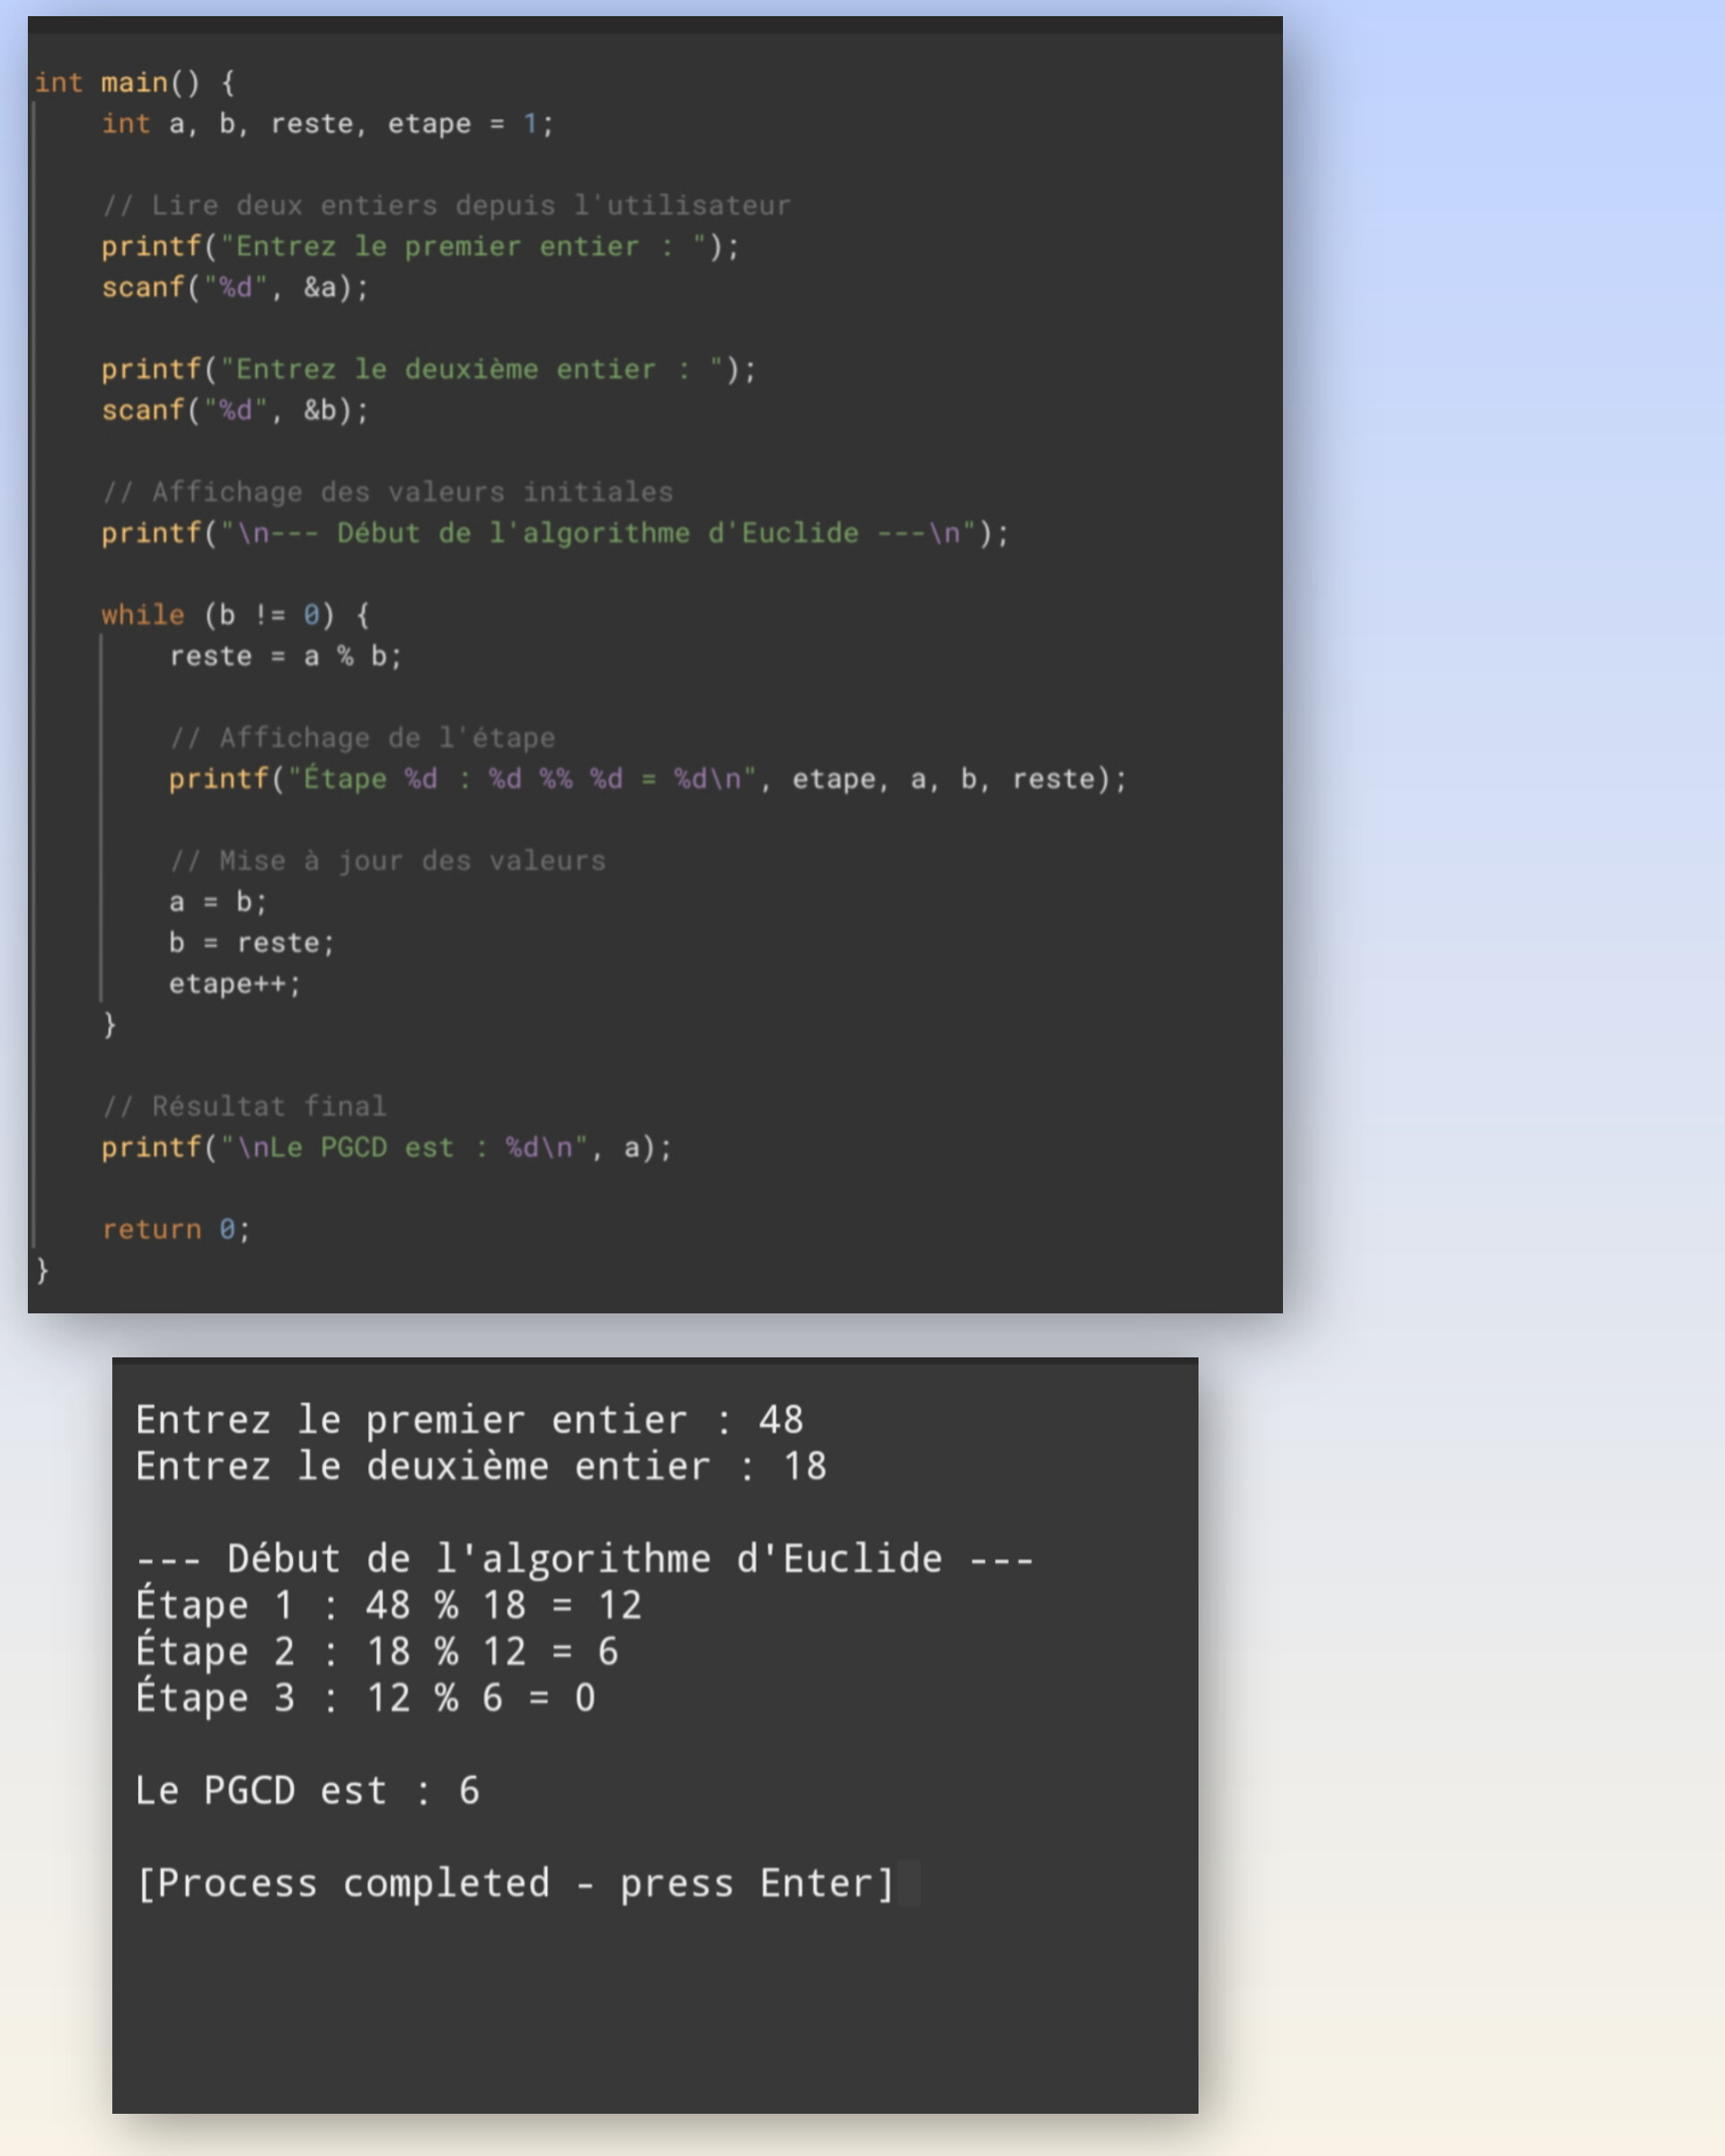 int main() {
int a, b, reste, etape = 1;
// Lire deux entiers depuis l'utilisateur
printf("Entrez le premier entier : ");
scanf("%d", &a);
printf("Entrez le deuxième entier : ");
scanf("%d", &b);
// Affichage des valeurs initiales
printf("\n--- Début de l'algorithme d'Euclide ---\n");
while (b != 0) {
reste = a % b;
// Affichage de l'étape
printf("Étape %d : %d %% %d = %d\n", etape, a, b, reste);
// Mise à jour des valeurs
a = b;
b = reste;
etape++;
}
// Résultat final
printf("\nLe PGCD est : %d\n", a);
return 0;
}
Entrez le premier entier : 48
Entrez le deuxième entier : 18
--- Début de l'algorithme d'Euclide ---
Étape 1 : 48 % 18 = 12
Étape 2 : 18 % 12 = 6
Étape 3 : 12 % 6 = 0
Le PGCD est : 6
[Process completed - press Enter]